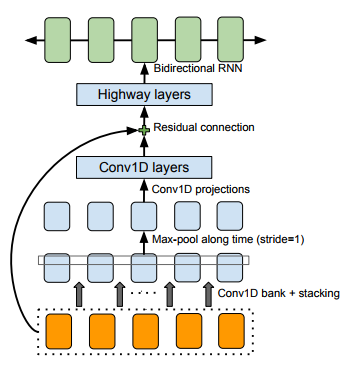 Bidirectional RNN
Highway layers
Residual connection
Conv1D layers
Conv1D projections
Max-pool along time (stride=1)
Conv1D bank + stacking